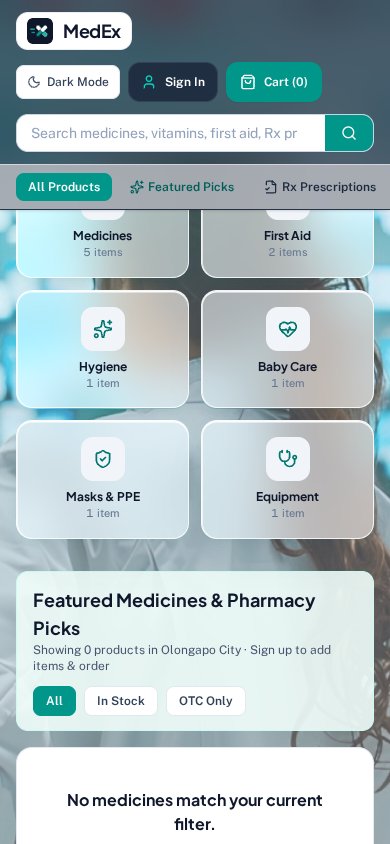 MedEx
Dark Mode
Sign In
Cart (0)
Search medicines, vitamins, first aid, Rx pr
All Products
Featured Picks
Rx Prescriptions
Medicines
5 items
First Aid
2 items
Hygiene
1 item
Baby Care
1 item
Masks & PPE
1 item
Equipment
1 item
Featured Medicines & Pharmacy
Picks
Showing 0 products in Olongapo City · Sign up to add
items & order
All
In Stock
OTC Only
No medicines match your current
filter.